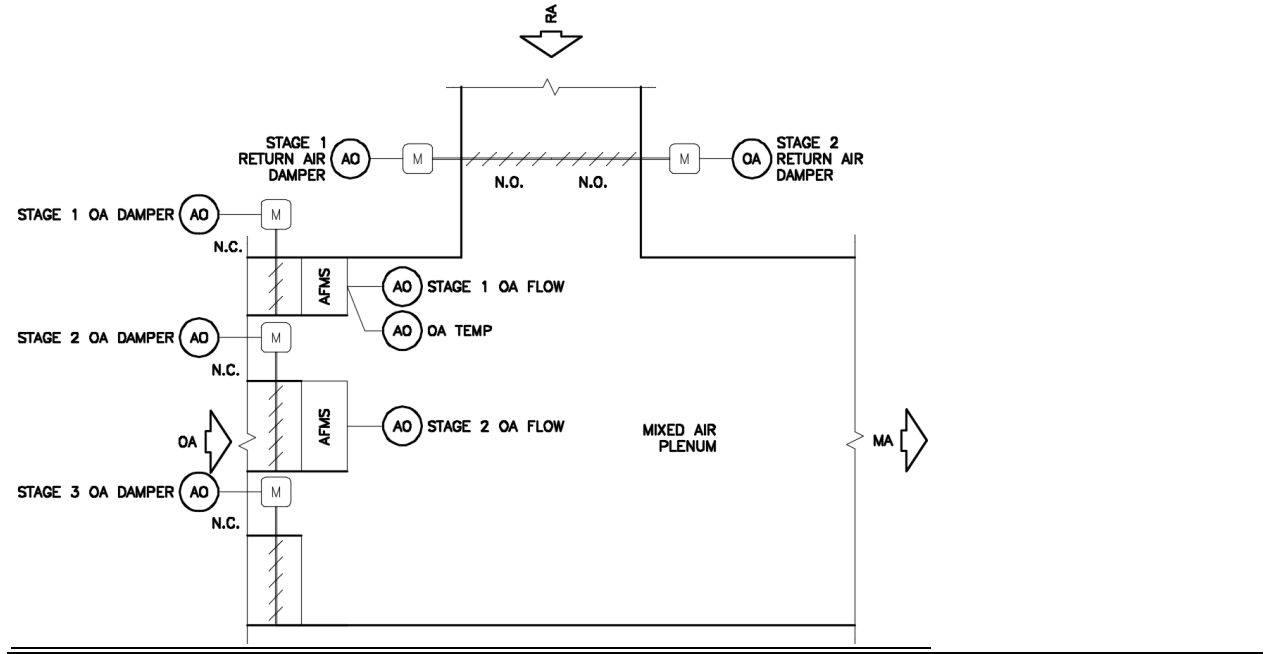 RA
STAGE 1
RETURN AIR
DAMPER
AO
M
M
OA
STAGE 2
RETURN AIR
DAMPER
N.O.
N.O.
STAGE 1 OA DAMPER
AO
M
N.C.
AFMS
AO
STAGE 1 OA FLOW
AO
OA TEMP
STAGE 2 OA DAMPER
AO
M
N.C.
AFMS
AO
STAGE 2 OA FLOW
OA
MIXED AIR
PLENUM
MA
STAGE 3 OA DAMPER
AO
M
N.C.